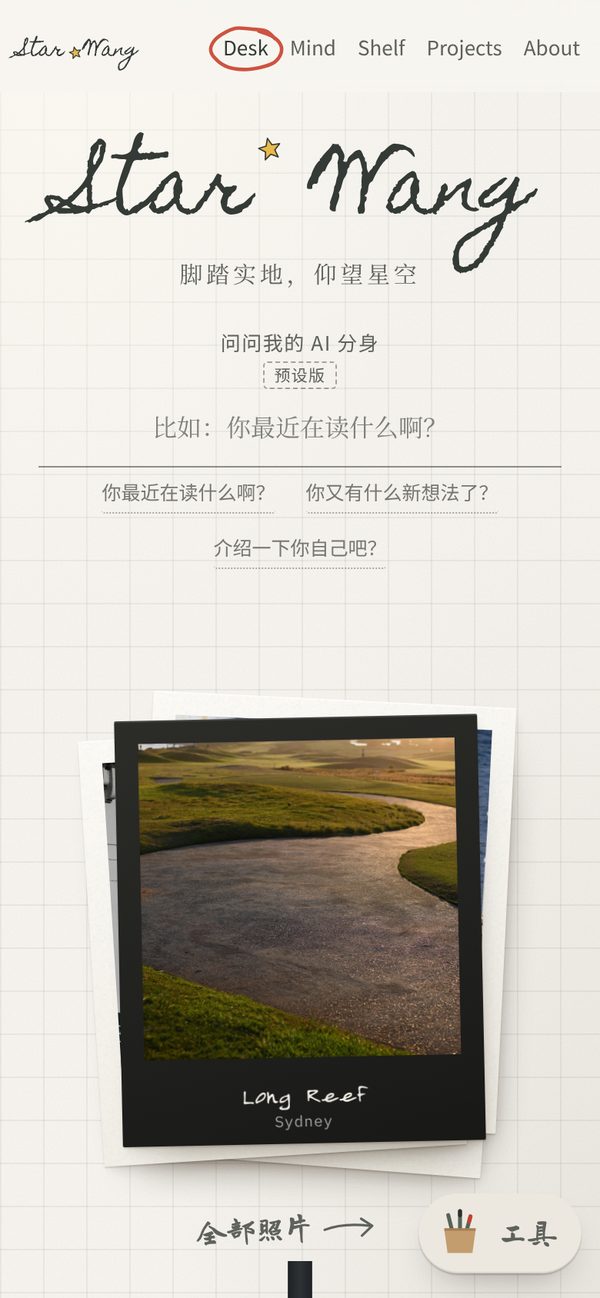 Star Wang
Desk Mind Shelf Projects About
Star Wang
脚踏实地，仰望星空
问问我的 AI 分身
预设版
比如：你最近在读什么啊？
你最近在读什么啊？ 你又有什么新想法了？
介绍一下你自己吧？
Long Reef
Sydney
全部照片
工具